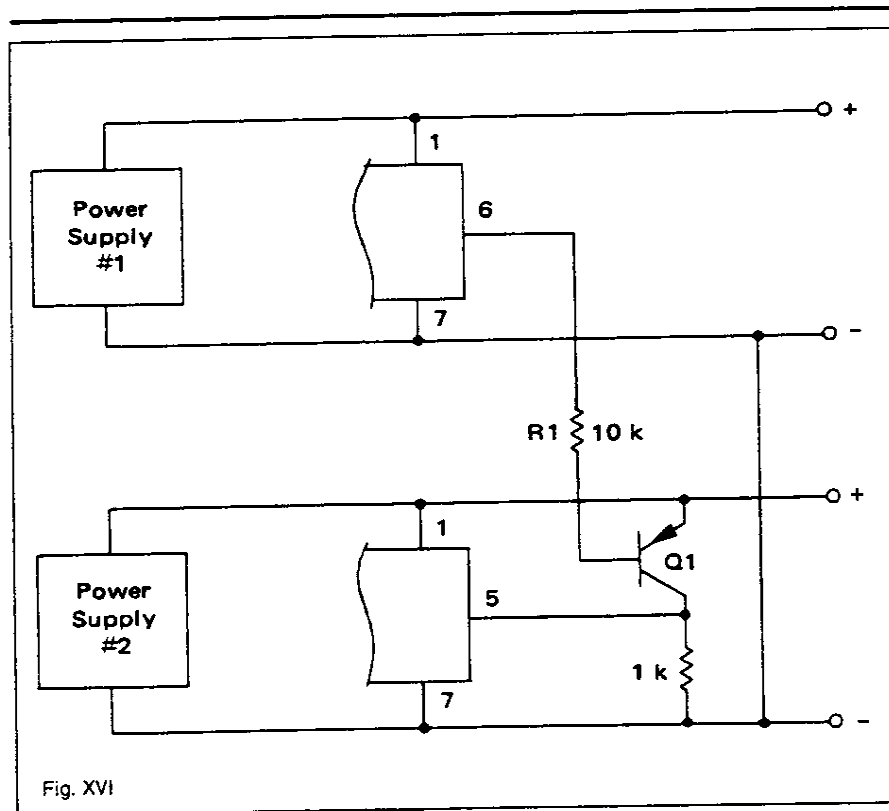 +
1
Power
Supply
#1
6
7
-
R1 10 k
+
1
Q1
Power
Supply
#2
5
1 k
7
-
Fig. XVI